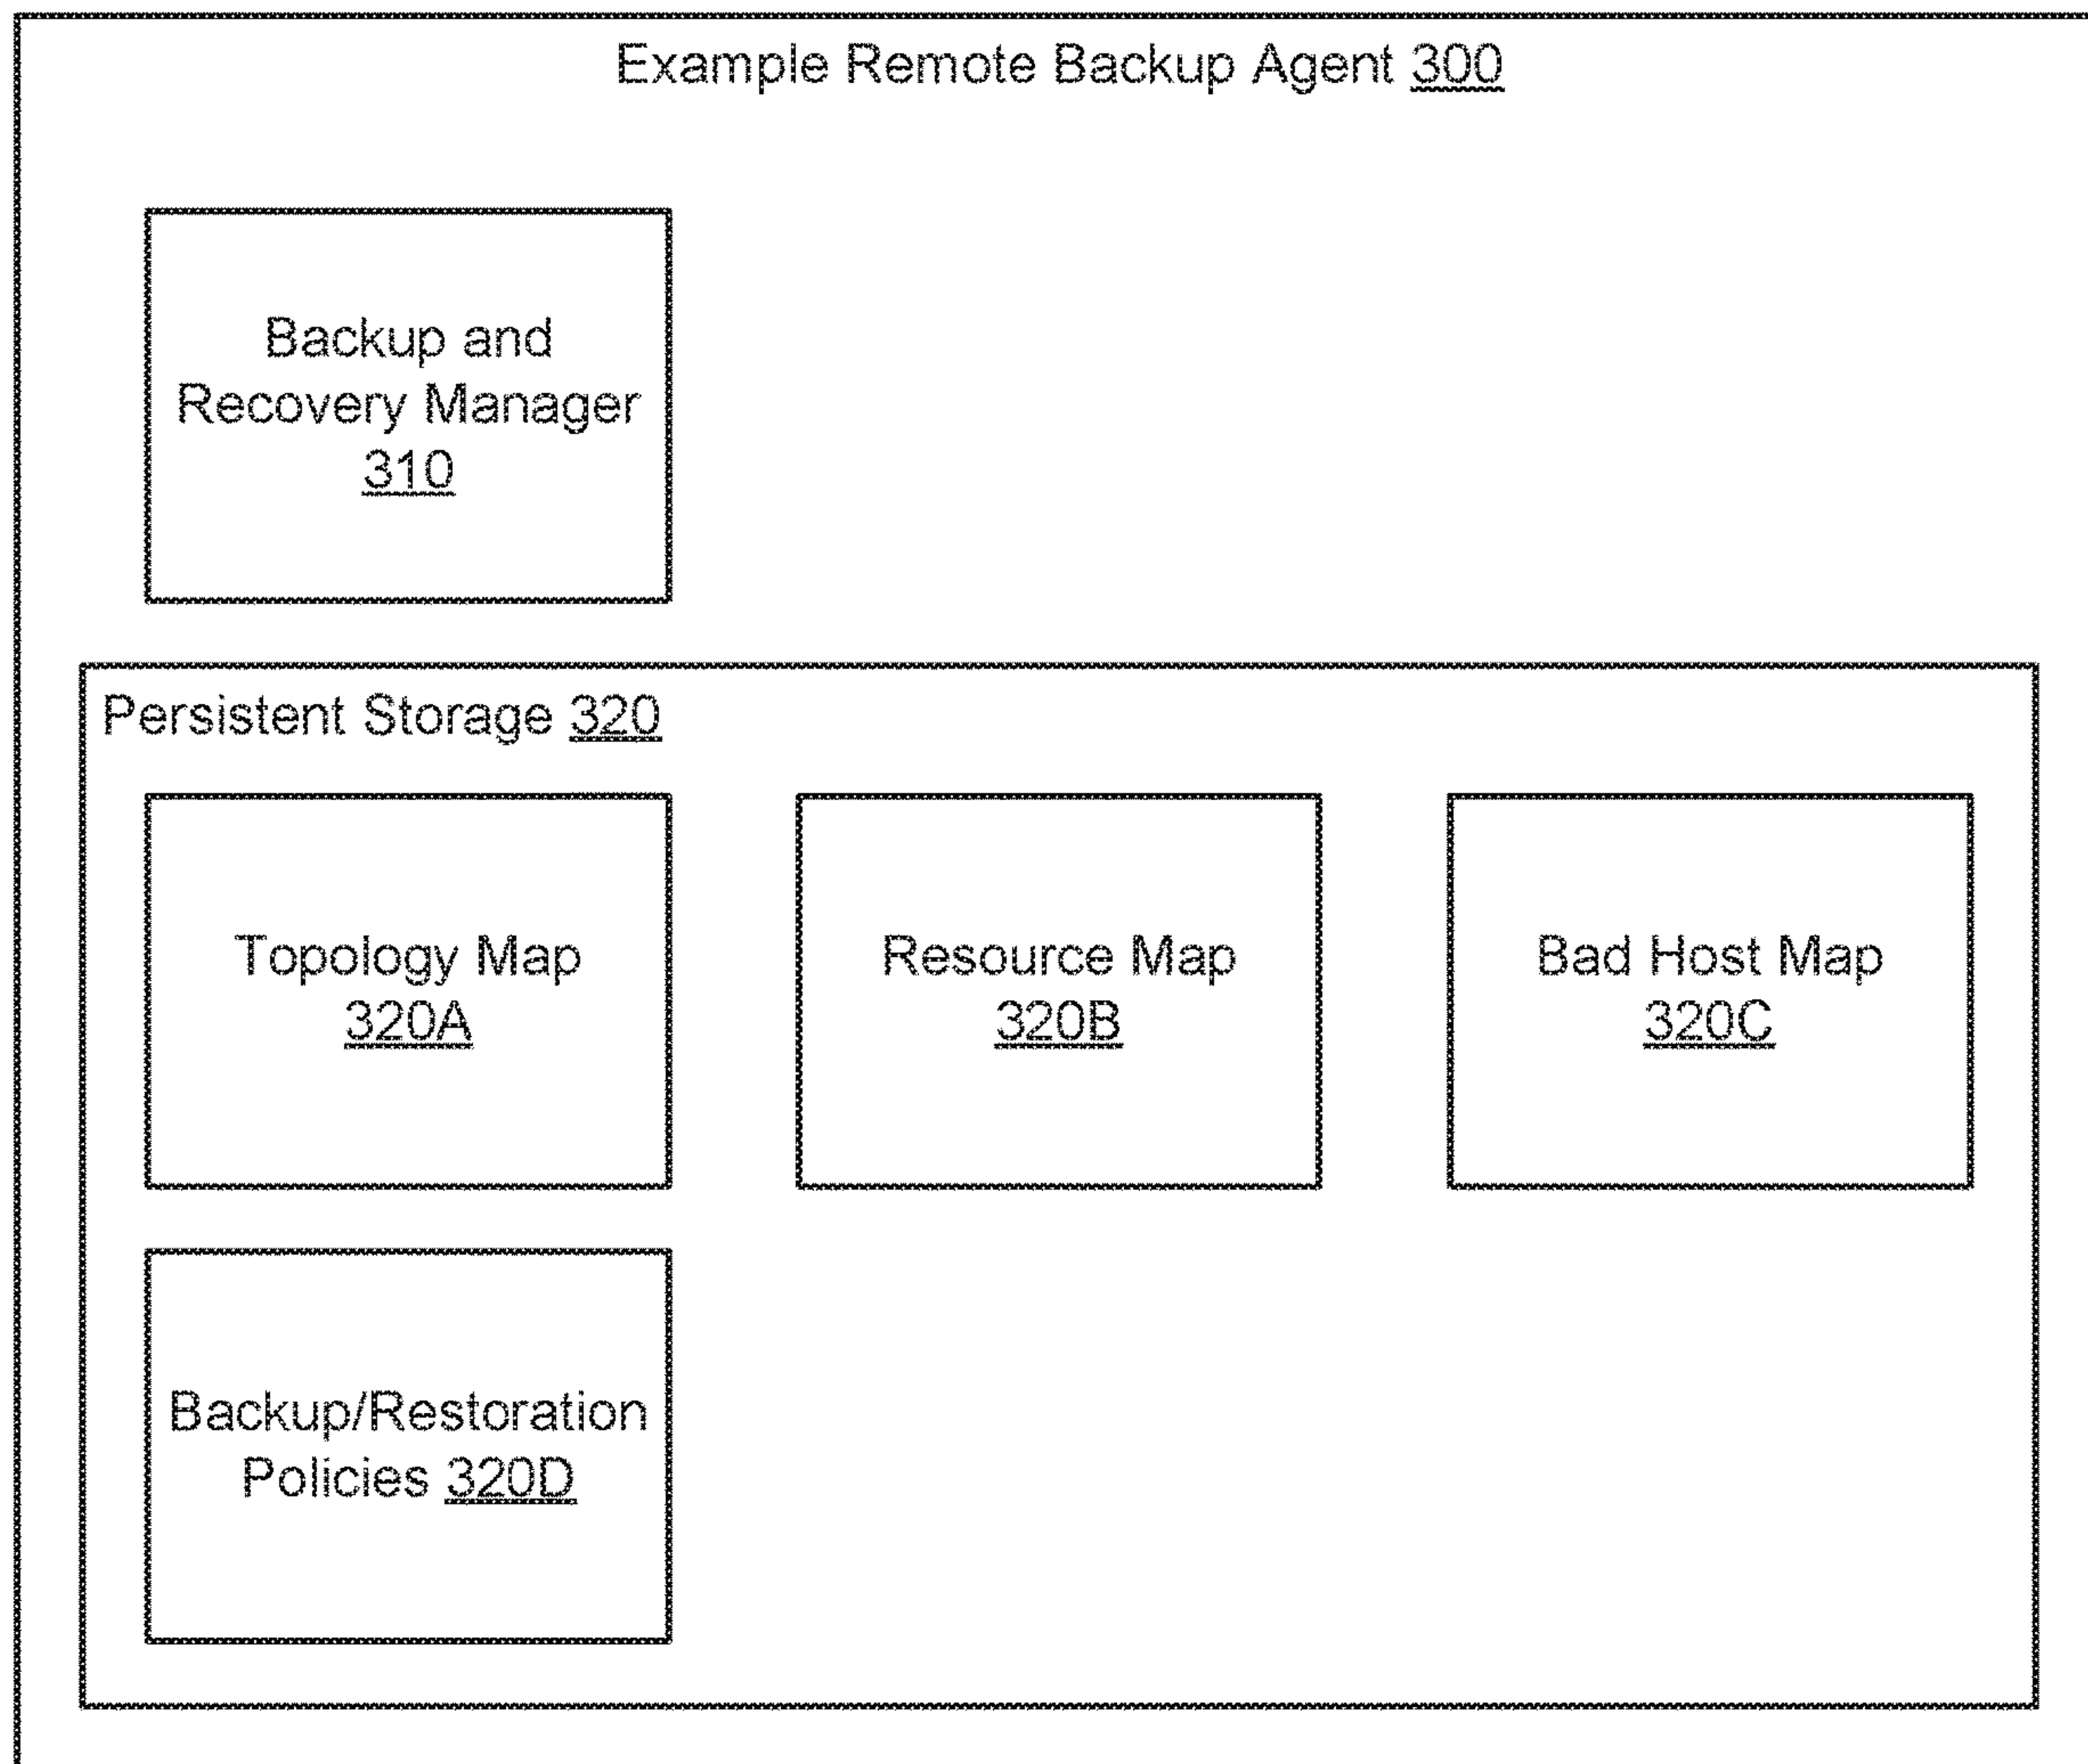 Example Remote Backup Agent 300
Backup and
Recovery Manager
310
Persistent Storage 320
Topology Map
320A
Resource Map
320B
Bad Host Map
320C
Backup/Restoration
Policies 320D